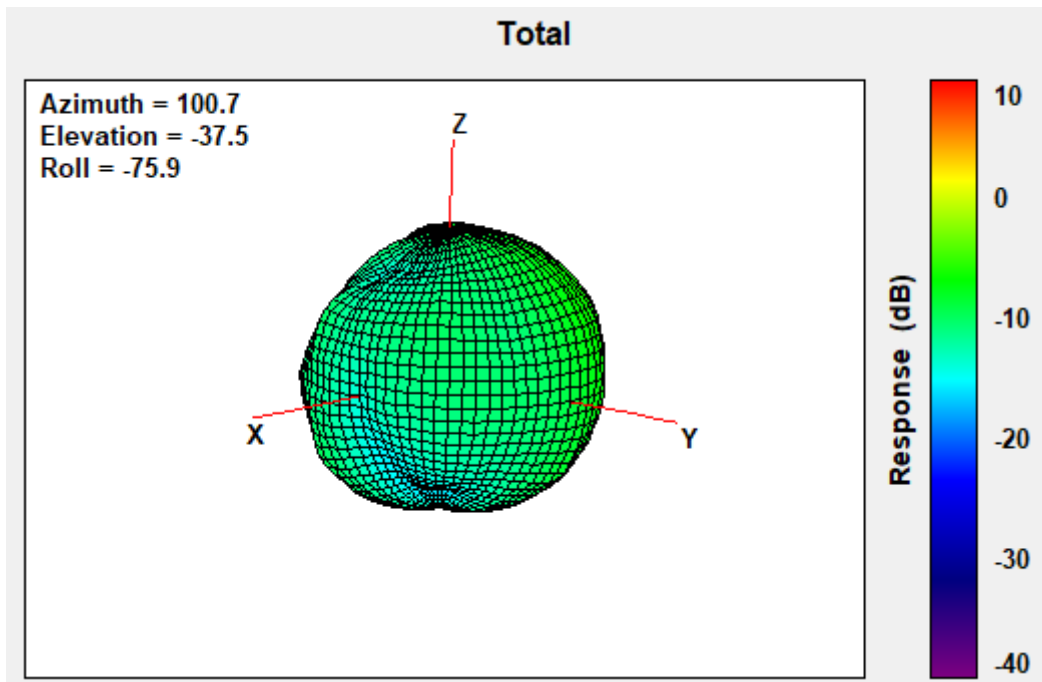 Total
Azimuth = 100.7
Elevation = -37.5
Roll = -75.9
Z
X
Y
10
0
-10
-20
-30
-40
Response (dB)